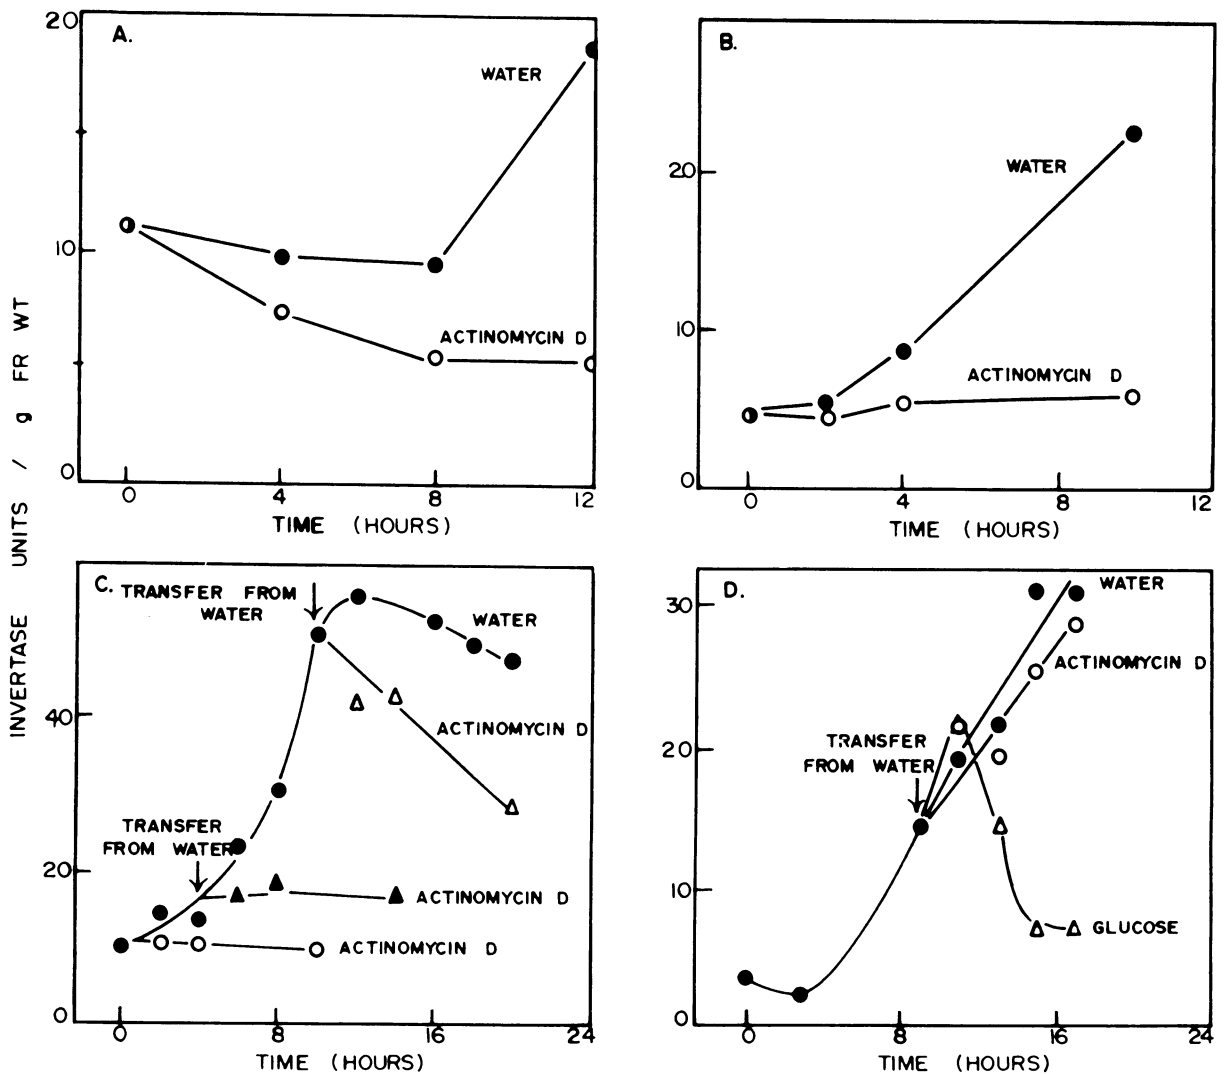 INVERTASE UNITS / g FR WT
A.
20
10
0
WATER
ACTINOMYCIN D
0 4 8 12
TIME (HOURS)
B.
20
10
0
WATER
ACTINOMYCIN D
0 4 8 12
TIME (HOURS)
C.
TRANSFER FROM
WATER
WATER
40
ACTINOMYCIN D
TRANSFER
FROM WATER
20
ACTINOMYCIN D
ACTINOMYCIN D
0
0 8 16 24
TIME (HOURS)
D.
WATER
30
ACTINOMYCIN D
TRANSFER
FROM WATER
20
10
GLUCOSE
0
0 8 16 24
TIME (HOURS)